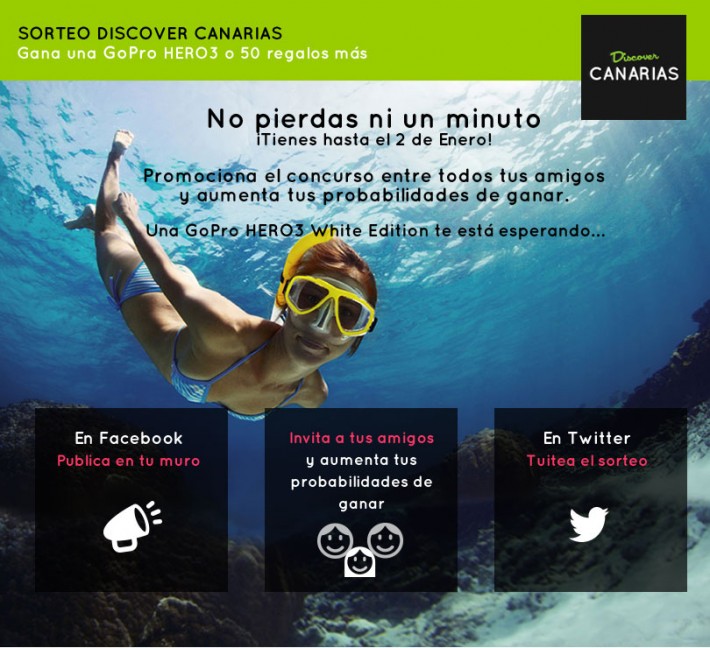 SORTEO DISCOVER CANARIAS
Gana una GoPro HERO3 o 50 regalos más
Discover
CANARIAS
No pierdas ni un minuto
¡Tienes hasta el 2 de Enero!
Promociona el concurso entre todos tus amigos
y aumenta tus probabilidades de ganar.
Una GoPro HERO3 White Edition te está esperando...
En Facebook
Publica en tu muro
Invita a tus amigos
y aumenta tus
probabilidades de
ganar
En Twitter
Tuitea el sorteo